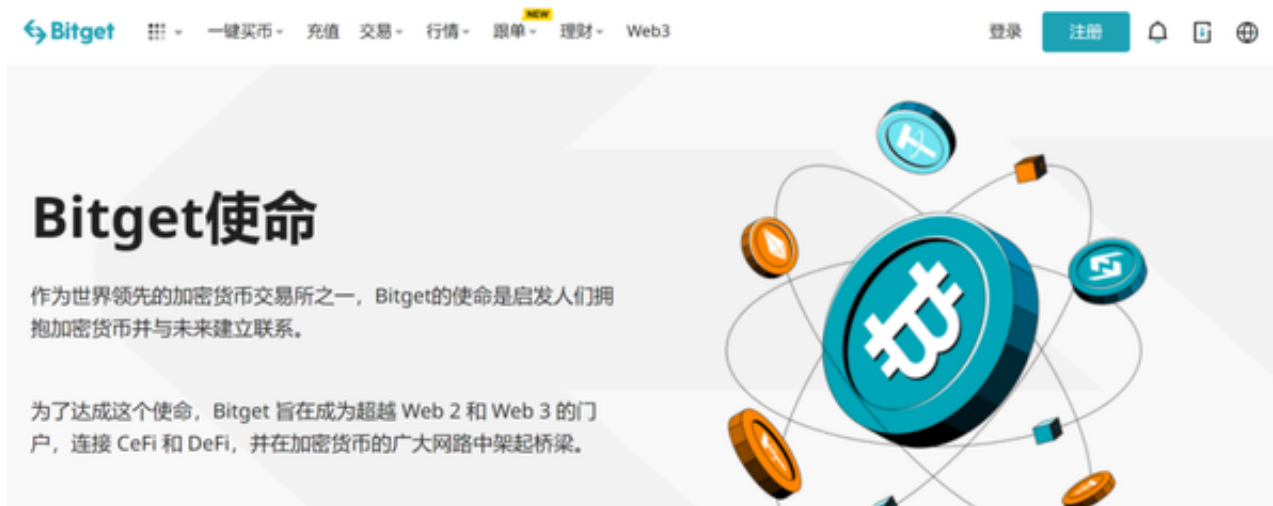 Bitget 一键买币 充值 交易 行情 跟单 NEW 理财 Web3 登录 注册
Bitget使命
作为世界领先的加密货币交易所之一，Bitget的使命是启发人们拥
抱加密货币并与未来建立联系。
为了达成这个使命，Bitget 旨在成为超越 Web 2 和 Web 3 的门
户，连接 CeFi 和 DeFi，并在加密货币的广大网路中架起桥梁。